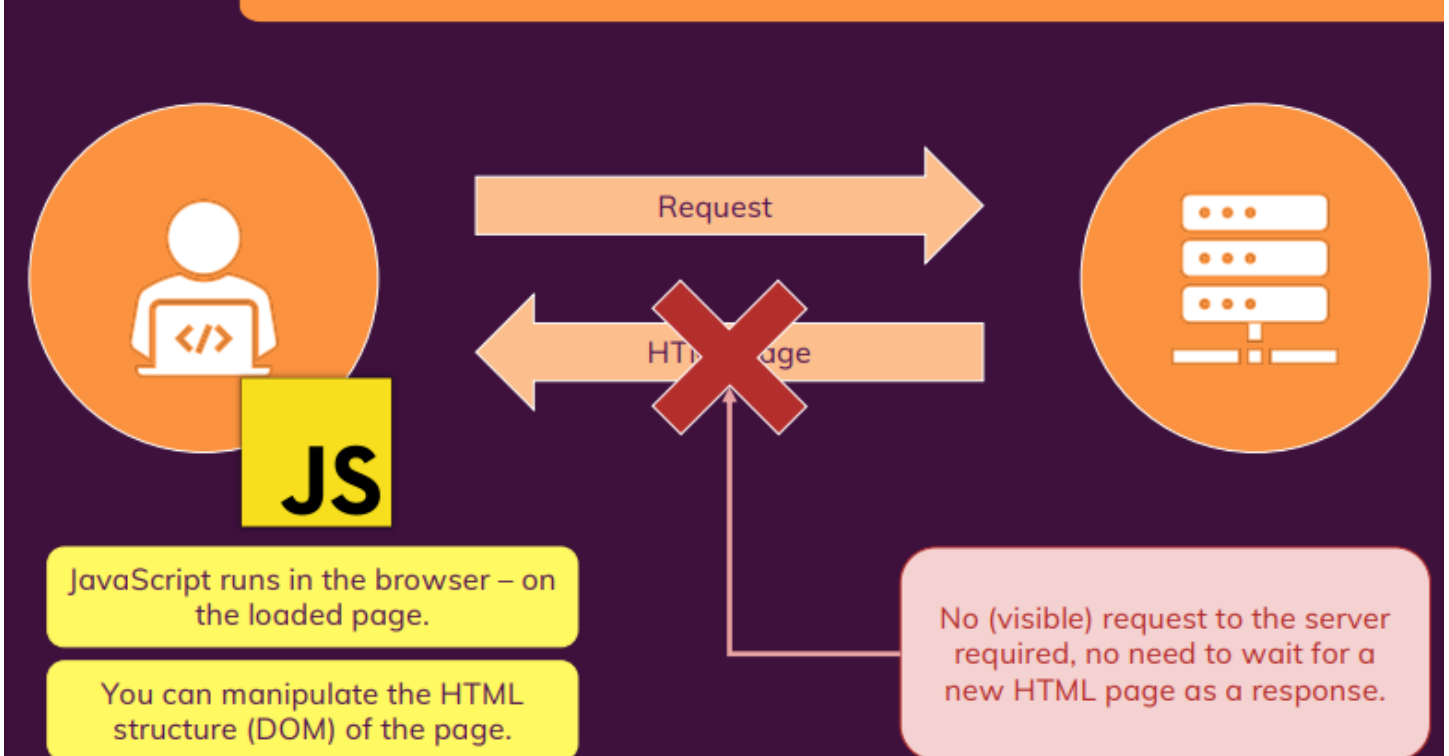 Request
age
</>
JS
JavaScript runs in the browser – on
the loaded page.
You can manipulate the HTML
structure (DOM) of the page.
No (visible) request to the server
required, no need to wait for a
new HTML page as a response.